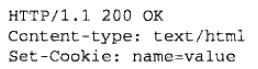 HTTP/1.1 200 OK
Content-type: text/html
Set-Cookie: name=value